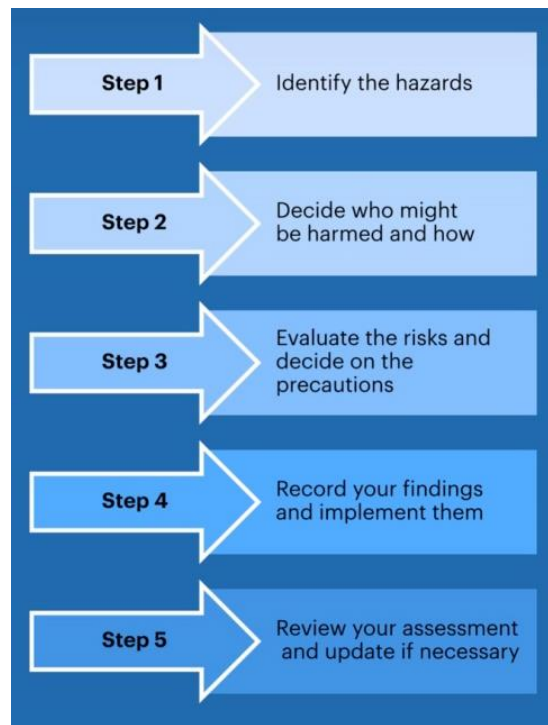 Step 1
Identify the hazards
Step 2
Decide who might
be harmed and how
Step 3
Evaluate the risks and
decide on the
precautions
Step 4
Record your findings
and implement them
Step 5
Review your assessment
and update if necessary